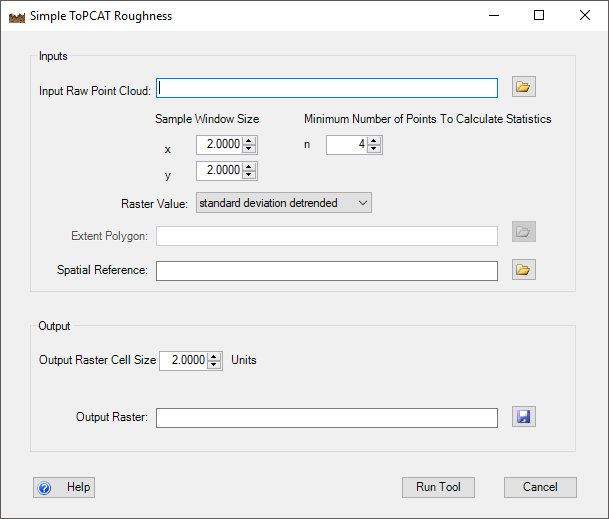 Simple ToPCAT Roughness
Inputs
Input Raw Point Cloud:
Sample Window Size Minimum Number of Points To Calculate Statistics
x 2.0000 n 4
y 2.0000
Raster Value: standard deviation detrended
Extent Polygon:
Spatial Reference:
Output
Output Raster Cell Size 2.0000 Units
Output Raster:
? Help Run Tool Cancel